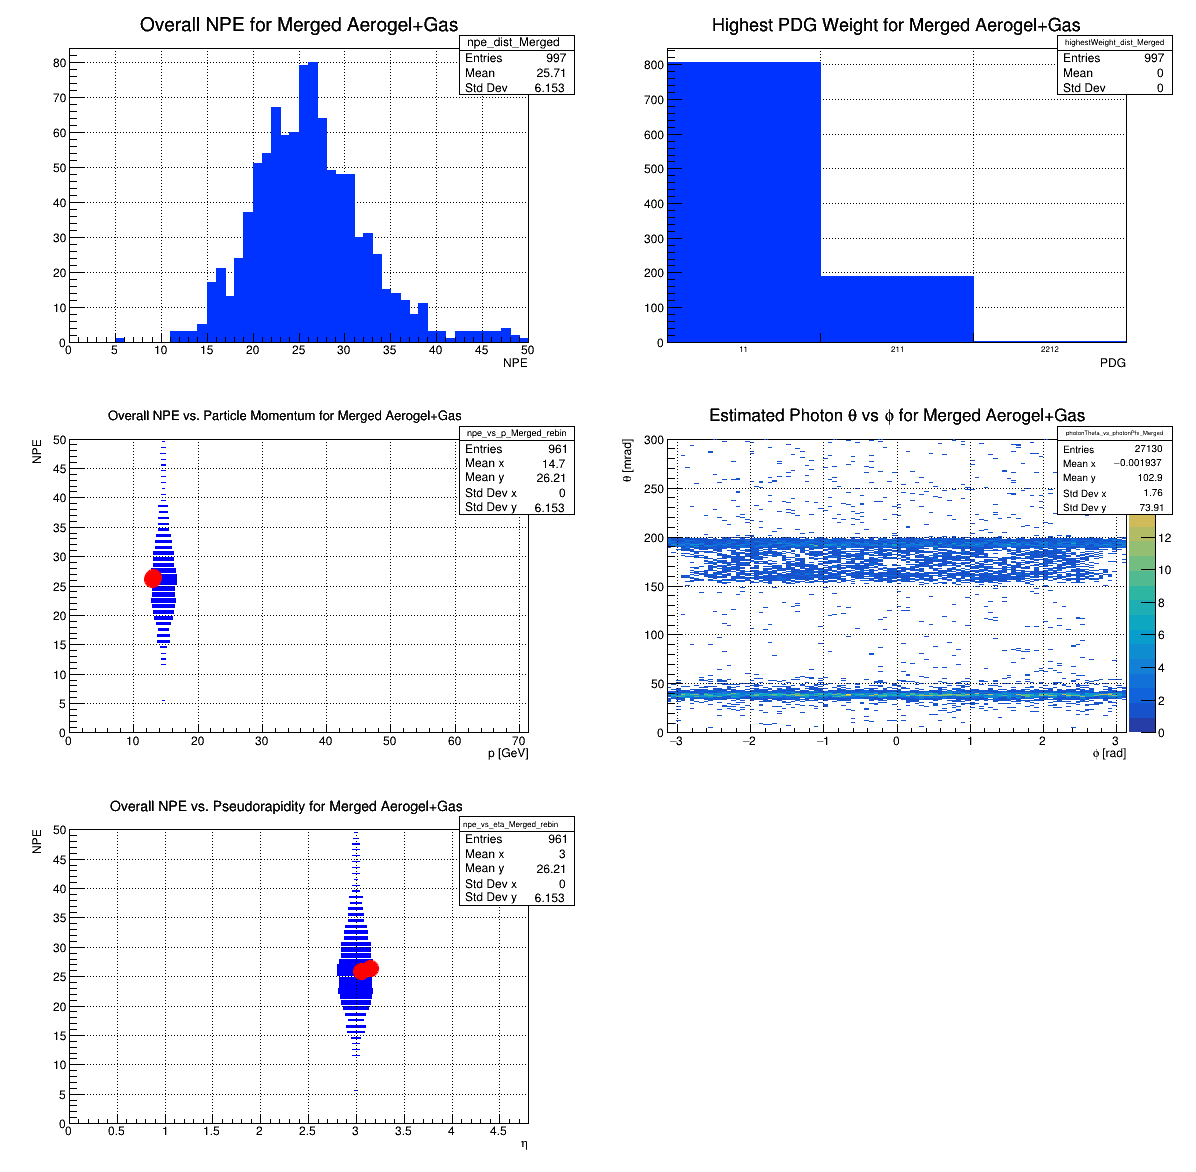 Overall NPE for Merged Aerogel+Gas
npe_dist_Merged
Entries 997
Mean 25.71
Std Dev 6.153
80
70
60
50
40
30
20
10
0
0 5 10 15 20 25 30 35 40 45 50
NPE
Highest PDG Weight for Merged Aerogel+Gas
highestWeight_dist_Merged
Entries 997
Mean 0
Std Dev 0
800
700
600
500
400
300
200
100
0
11 211 2212
PDG
Overall NPE vs. Particle Momentum for Merged Aerogel+Gas
npe_vs_p_Merged_rebin
Entries 961
Mean x 14.7
Mean y 26.21
Std Dev x 0
Std Dev y 6.153
NPE
50
45
40
35
30
25
20
15
10
5
0
0 10 20 30 40 50 60 70
p [GeV]
Estimated Photon θ vs ϕ for Merged Aerogel+Gas
photonTheta_vs_photonPhi_Merged
Entries 27130
Mean x −0.001937
Mean y 102.9
Std Dev x 1.76
Std Dev y 73.91
θ [mrad]
300
250
200
150
100
50
0
−3 −2 −1 0 1 2 3
ϕ [rad]
12
10
8
6
4
2
0
Overall NPE vs. Pseudorapidity for Merged Aerogel+Gas
npe_vs_eta_Merged_rebin
Entries 961
Mean x 3
Mean y 26.21
Std Dev x 0
Std Dev y 6.153
NPE
50
45
40
35
30
25
20
15
10
5
0
0 0.5 1 1.5 2 2.5 3 3.5 4 4.5
η